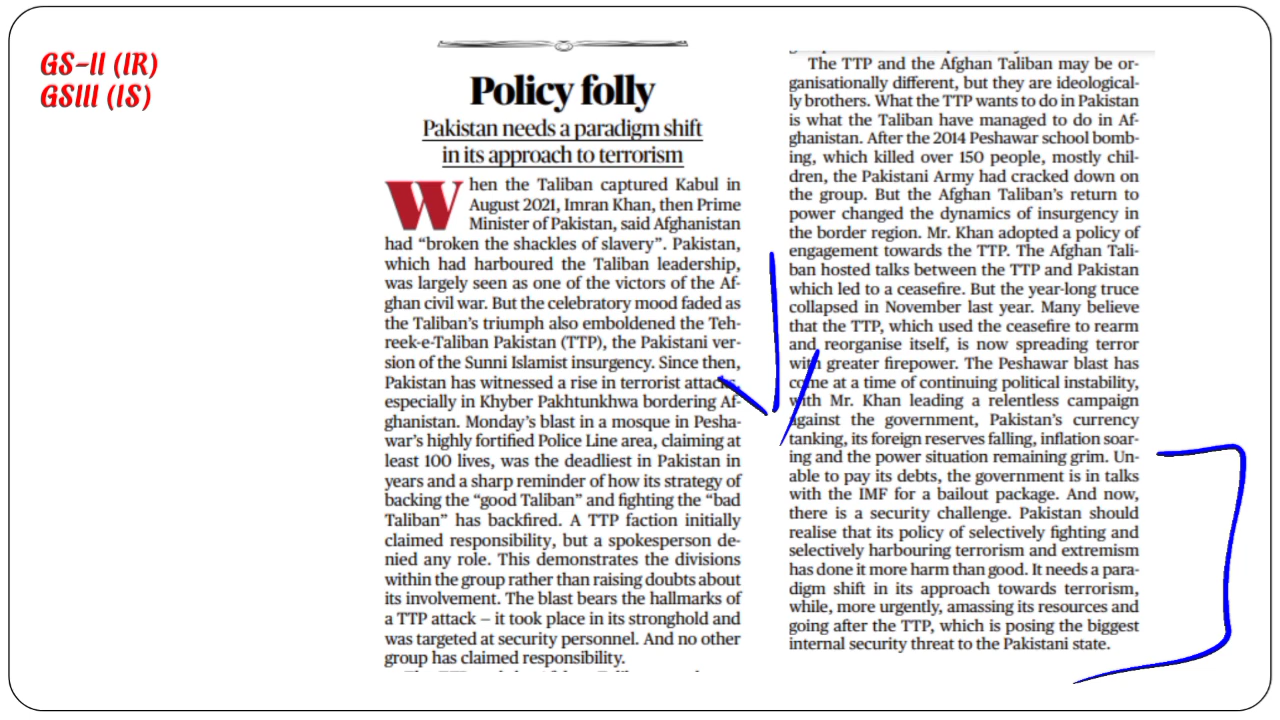 GS-II (IR)
GSIII (IS)
Policy folly
Pakistan needs a paradigm shift
in its approach to terrorism
When the Taliban captured Kabul in
August 2021, Imran Khan, then Prime
Minister of Pakistan, said Afghanistan
had “broken the shackles of slavery”. Pakistan,
which had harboured the Taliban leadership,
was largely seen as one of the victors of the Af-
ghan civil war. But the celebratory mood faded as
the Taliban’s triumph also emboldened the Teh-
reek-e-Taliban Pakistan (TTP), the Pakistani ver-
sion of the Sunni Islamist insurgency. Since then,
Pakistan has witnessed a rise in terrorist attacks,
especially in Khyber Pakhtunkhwa bordering Af-
ghanistan. Monday’s blast in a mosque in Pesha-
war’s highly fortified Police Line area, claiming at
least 100 lives, was the deadliest in Pakistan in
years and a sharp reminder of how its strategy of
backing the “good Taliban” and fighting the “bad
Taliban” has backfired. A TTP faction initially
claimed responsibility, but a spokesperson de-
nied any role. This demonstrates the divisions
within the group rather than raising doubts about
its involvement. The blast bears the hallmarks of
a TTP attack — it took place in its stronghold and
was targeted at security personnel. And no other
group has claimed responsibility.
The TTP and the Afghan Taliban may be or-
ganisationally different, but they are ideological-
ly brothers. What the TTP wants to do in Pakistan
is what the Taliban have managed to do in Af-
ghanistan. After the 2014 Peshawar school bomb-
ing, which killed over 150 people, mostly chil-
dren, the Pakistani Army had cracked down on
the group. But the Afghan Taliban’s return to
power changed the dynamics of insurgency in
the border region. Mr. Khan adopted a policy of
engagement towards the TTP. The Afghan Tali-
ban hosted talks between the TTP and Pakistan
which led to a ceasefire. But the year-long truce
collapsed in November last year. Many believe
that the TTP, which used the ceasefire to rearm
and reorganise itself, is now spreading terror
with greater firepower. The Peshawar blast has
come at a time of continuing political instability,
with Mr. Khan leading a relentless campaign
against the government, Pakistan’s currency
tanking, its foreign reserves falling, inflation soar-
ing and the power situation remaining grim. Un-
able to pay its debts, the government is in talks
with the IMF for a bailout package. And now,
there is a security challenge. Pakistan should
realise that its policy of selectively fighting and
selectively harbouring terrorism and extremism
has done it more harm than good. It needs a para-
digm shift in its approach towards terrorism,
while, more urgently, amassing its resources and
going after the TTP, which is posing the biggest
internal security threat to the Pakistani state.